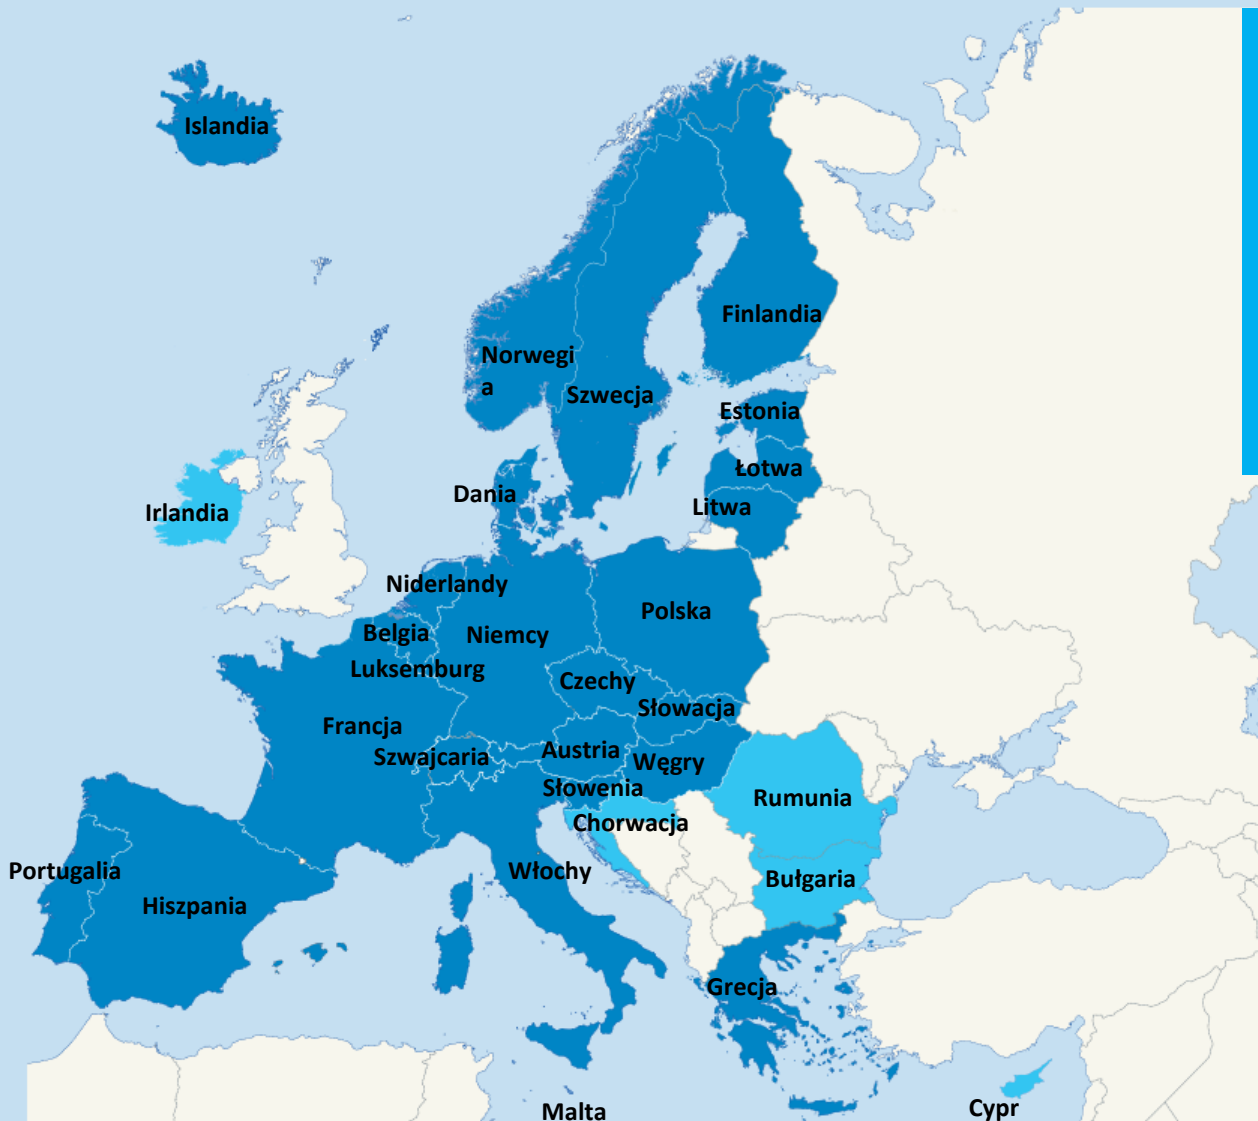 Islandia
Finlandia
Norwegi
a
Szwecja
Estonia
Łotwa
Dania
Litwa
Irlandia
Niderlandy
Polska
Belgia
Niemcy
Luksemburg
Czechy
Słowacja
Francja
Szwajcaria
Austria
Węgry
Słowenia
Rumunia
Chorwacja
Portugalia
Włochy
Bułgaria
Hiszpania
Grecja
Malta
Cypr